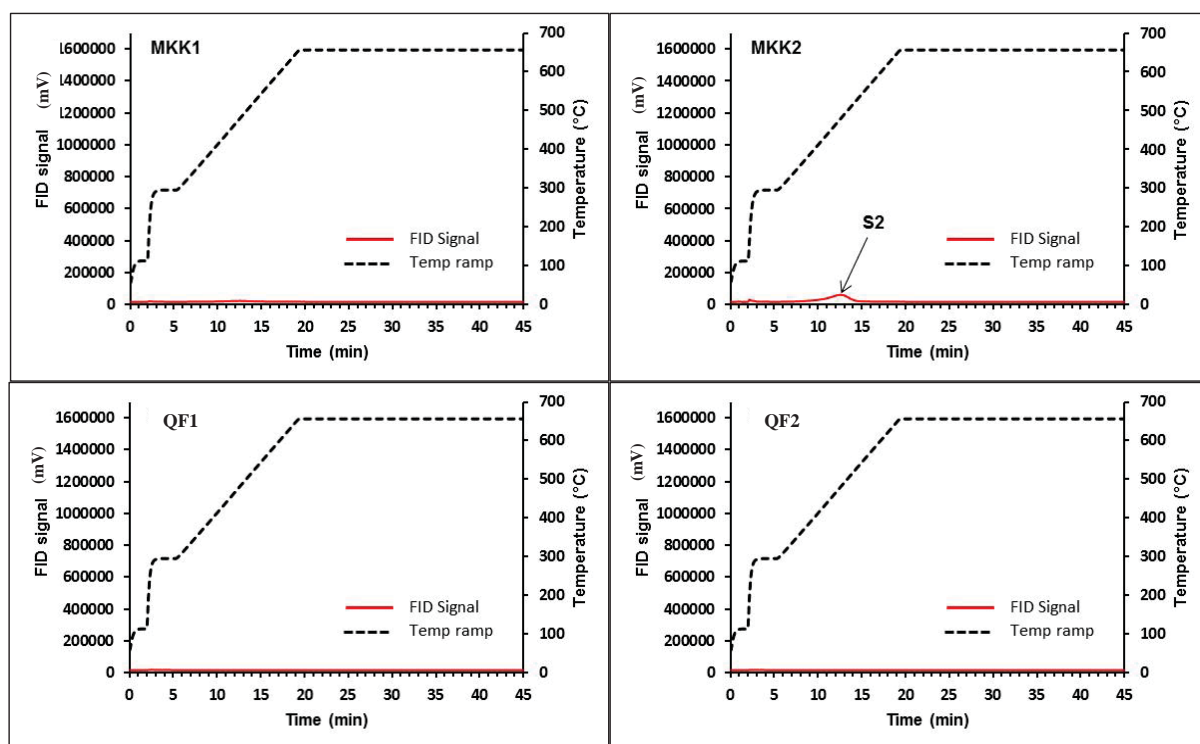 MKK1
1600000
1400000
1200000
1000000
800000
600000
400000
200000
0
FID signal (mV)
700
600
500
400
300
200
100
0
Temperature (°C)
FID Signal
Temp ramp
0 5 10 15 20 25 30 35 40 45
Time (min)
MKK2
1600000
1400000
1200000
1000000
800000
600000
400000
200000
0
FID signal (mV)
700
600
500
400
300
200
100
0
Temperature (°C)
S2
FID Signal
Temp ramp
0 5 10 15 20 25 30 35 40 45
Time (min)
QF1
1600000
1400000
1200000
1000000
800000
600000
400000
200000
0
FID signal (mV)
700
600
500
400
300
200
100
0
Temperature (°C)
FID Signal
Temp ramp
0 5 10 15 20 25 30 35 40 45
Time (min)
QF2
1600000
1400000
1200000
1000000
800000
600000
400000
200000
0
FID signal (mV)
700
600
500
400
300
200
100
0
Temperature (°C)
FID Signal
Temp ramp
0 5 10 15 20 25 30 35 40 45
Time (min)